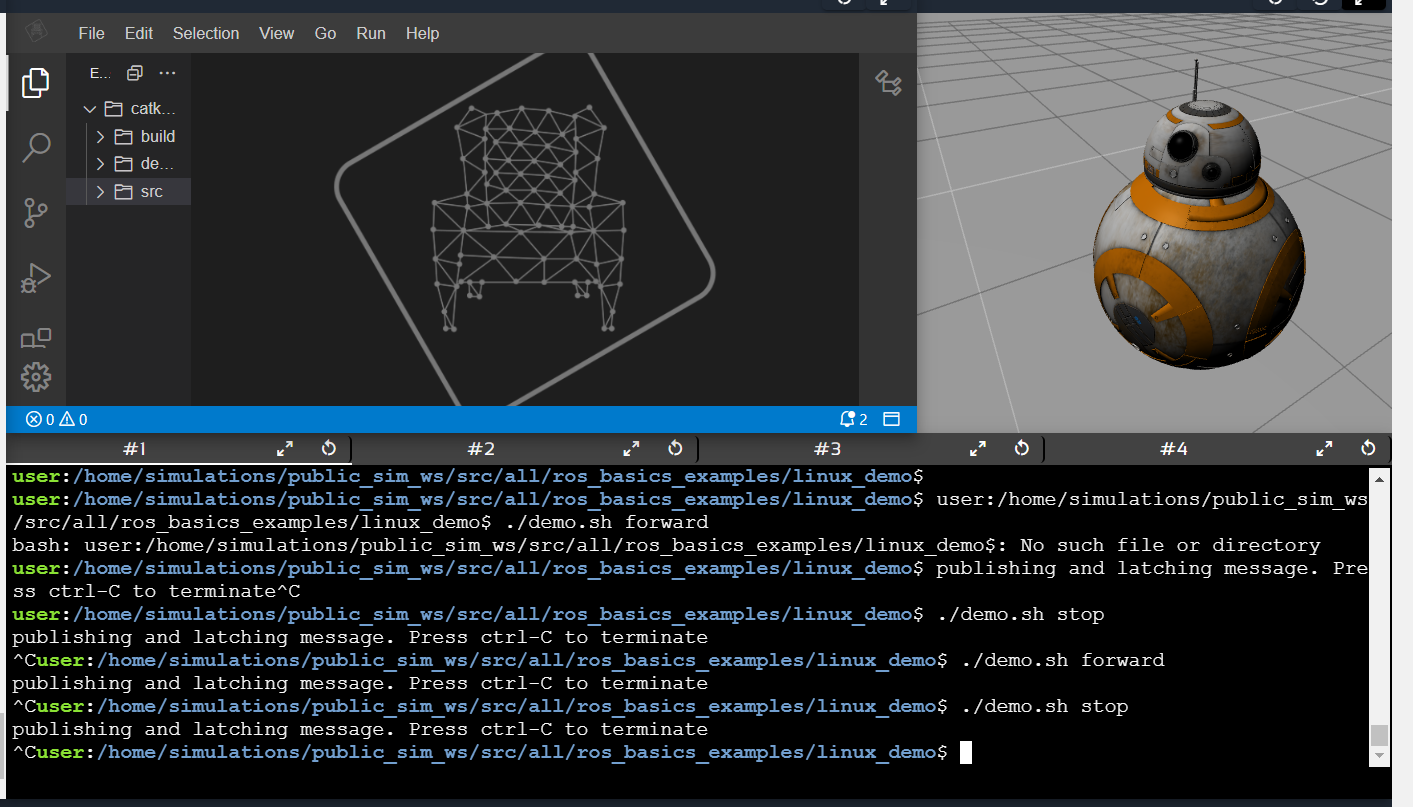 File Edit Selection View Go Run Help
E...
catk...
build
de...
src
0 0
2
#1 #2 #3 #4
user:/home/simulations/public_sim_ws/src/all/ros_basics_examples/linux_demo$
user:/home/simulations/public_sim_ws/src/all/ros_basics_examples/linux_demo$ user:/home/simulations/public_sim_ws
/src/all/ros_basics_examples/linux_demo$ ./demo.sh forward
bash: user:/home/simulations/public_sim_ws/src/all/ros_basics_examples/linux_demo$: No such file or directory
user:/home/simulations/public_sim_ws/src/all/ros_basics_examples/linux_demo$ publishing and latching message. Pre
ss ctrl-C to terminate^C
user:/home/simulations/public_sim_ws/src/all/ros_basics_examples/linux_demo$ ./demo.sh stop
publishing and latching message. Press ctrl-C to terminate
^Cuser:/home/simulations/public_sim_ws/src/all/ros_basics_examples/linux_demo$ ./demo.sh forward
publishing and latching message. Press ctrl-C to terminate
^Cuser:/home/simulations/public_sim_ws/src/all/ros_basics_examples/linux_demo$ ./demo.sh stop
publishing and latching message. Press ctrl-C to terminate
^Cuser:/home/simulations/public_sim_ws/src/all/ros_basics_examples/linux_demo$